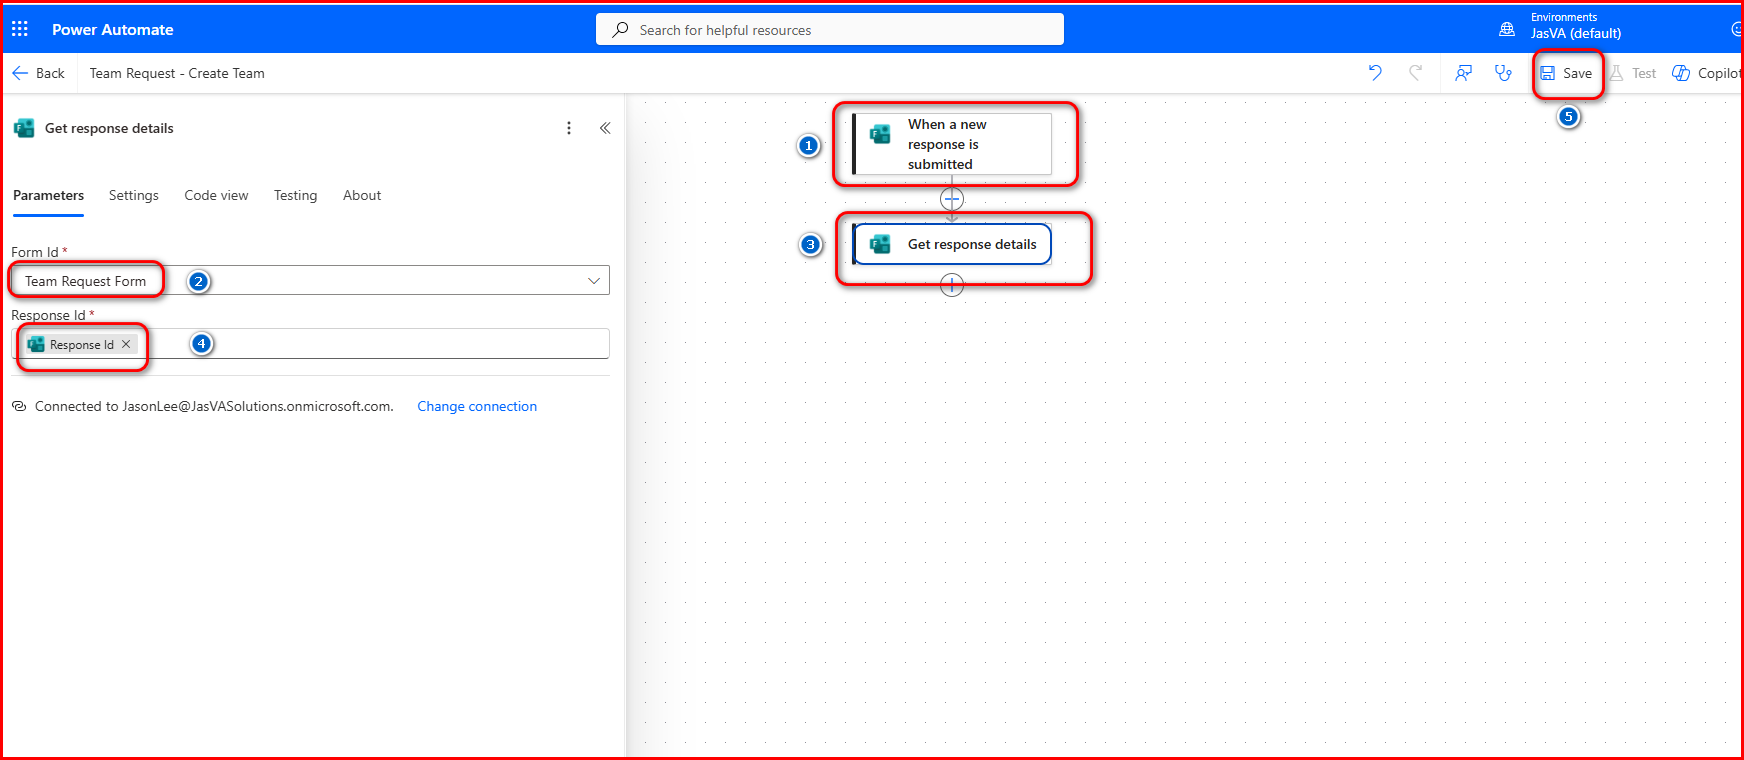 Power Automate
Search for helpful resources
Environments
JasVA (default)
Back
Team Request - Create Team
Save
Test
Copilot
5
Get response details
Parameters
Settings
Code view
Testing
About
Form Id *
Team Request Form
2
Response Id *
Response Id
4
Connected to JasonLee@JasVASolutions.onmicrosoft.com.
Change connection
1
When a new
response is
submitted
3
Get response details